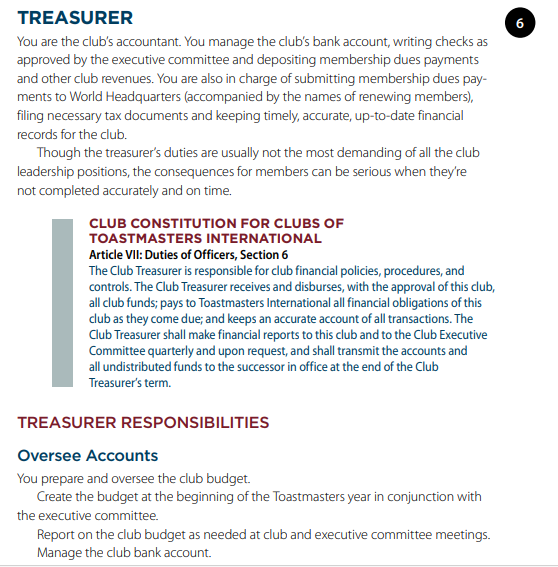 TREASURER
6
You are the club's accountant. You manage the club's bank account, writing checks as
approved by the executive committee and depositing membership dues payments
and other club revenues. You are also in charge of submitting membership dues pay-
ments to World Headquarters (accompanied by the names of renewing members),
filing necessary tax documents and keeping timely, accurate, up-to-date financial
records for the club.
Though the treasurer's duties are usually not the most demanding of all the club
leadership positions, the consequences for members can be serious when they're
not completed accurately and on time.
CLUB CONSTITUTION FOR CLUBS OF
TOASTMASTERS INTERNATIONAL
Article VII: Duties of Officers, Section 6
The Club Treasurer is responsible for club financial policies, procedures, and
controls. The Club Treasurer receives and disburses, with the approval of this club,
all club funds; pays to Toastmasters International all financial obligations of this
club as they come due; and keeps an accurate account of all transactions. The
Club Treasurer shall make financial reports to this club and to the Club Executive
Committee quarterly and upon request, and shall transmit the accounts and
all undistributed funds to the successor in office at the end of the Club
Treasurer's term.
TREASURER RESPONSIBILITIES
Oversee Accounts
You prepare and oversee the club budget.
Create the budget at the beginning of the Toastmasters year in conjunction with
the executive committee.
Report on the club budget as needed at club and executive committee meetings.
Manage the club bank account.